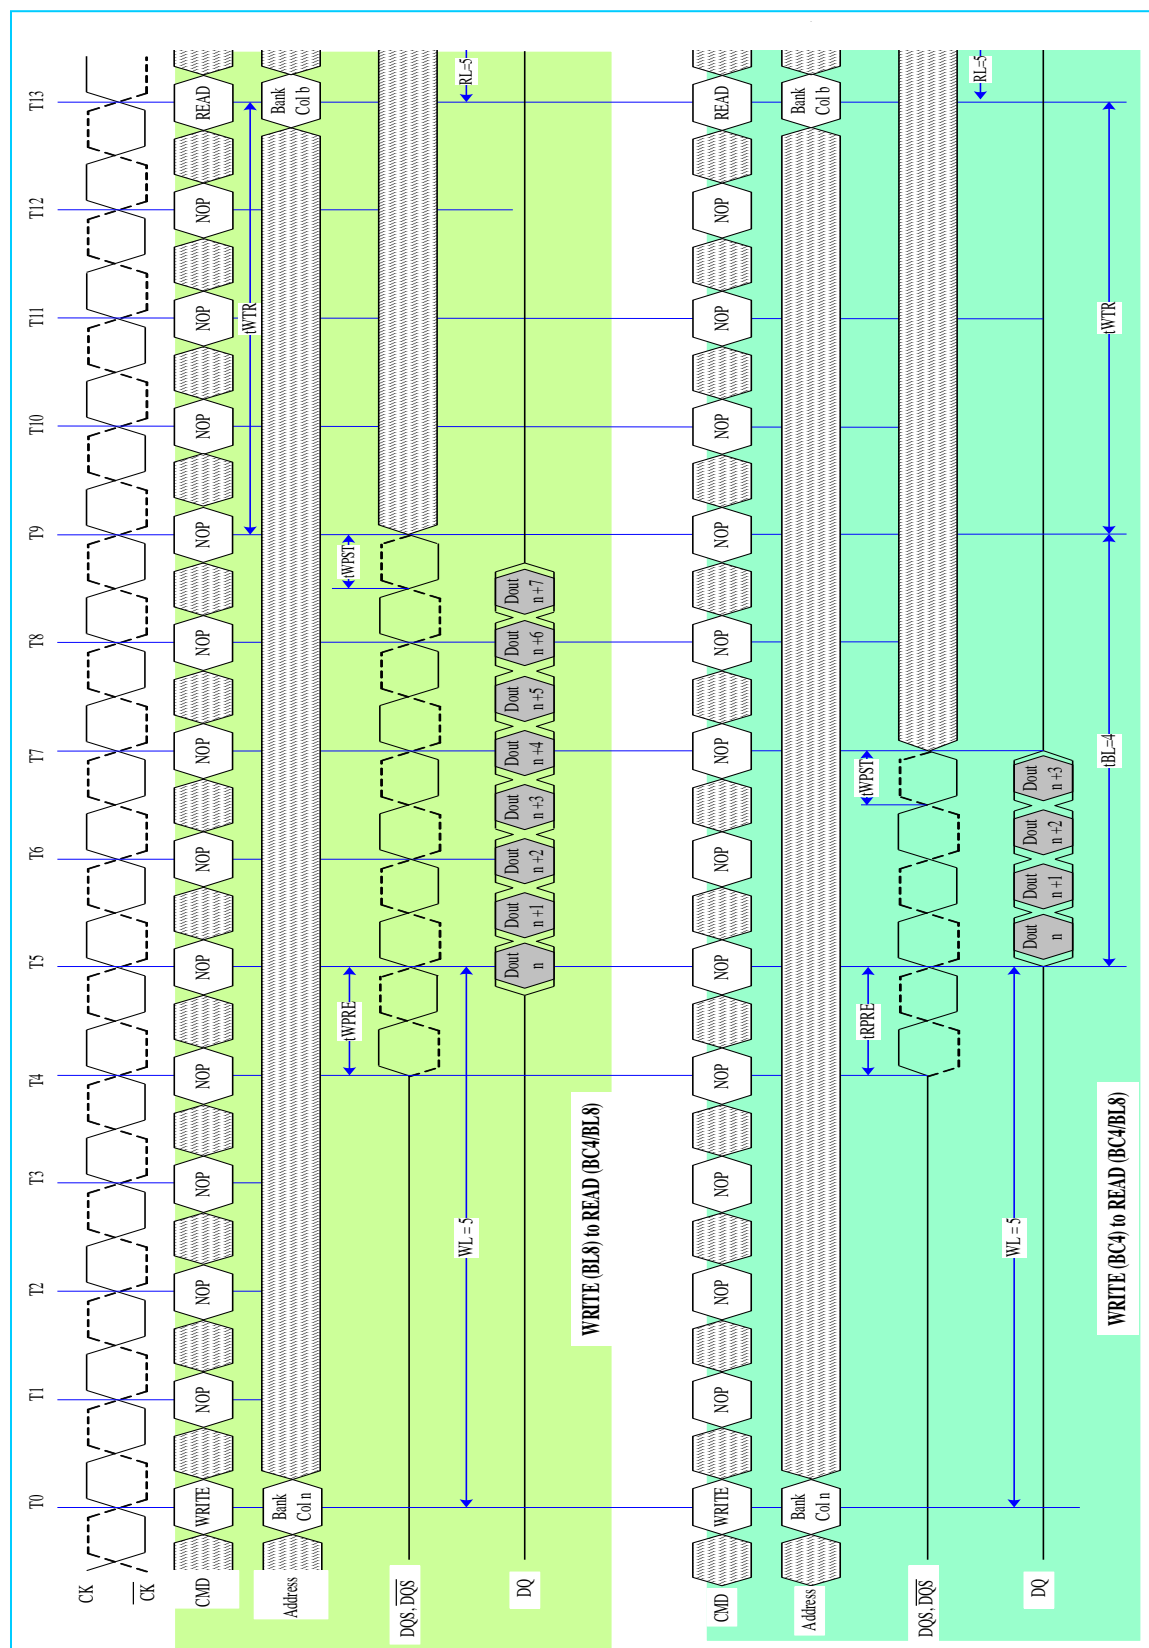 T0 T1 T2 T3 T4 T5 T6 T7 T8 T9 T10 T11 T12 T13
CK
CK
CMD WRITE NOP NOP NOP NOP NOP NOP NOP NOP NOP NOP NOP NOP READ
tWTR
Address Bank Col n Bank Col b
tWPRE tWPST
DQS, DQS
WL = 5 RL=5
DQ Dout n Dout n+1 Dout n+2 Dout n+3 Dout n+4 Dout n+5 Dout n+6 Dout n+7
WRITE (BL8) to READ (BC4/BL8)
CMD WRITE NOP NOP NOP NOP NOP NOP NOP NOP NOP NOP NOP NOP READ
Address Bank Col n Bank Col b
tRPRE tWPST
DQS, DQS
WL = 5 RL=5
DQ Dout n Dout n+1 Dout n+2 Dout n+3
tBL=4 tWTR
WRITE (BC4) to READ (BC4/BL8)